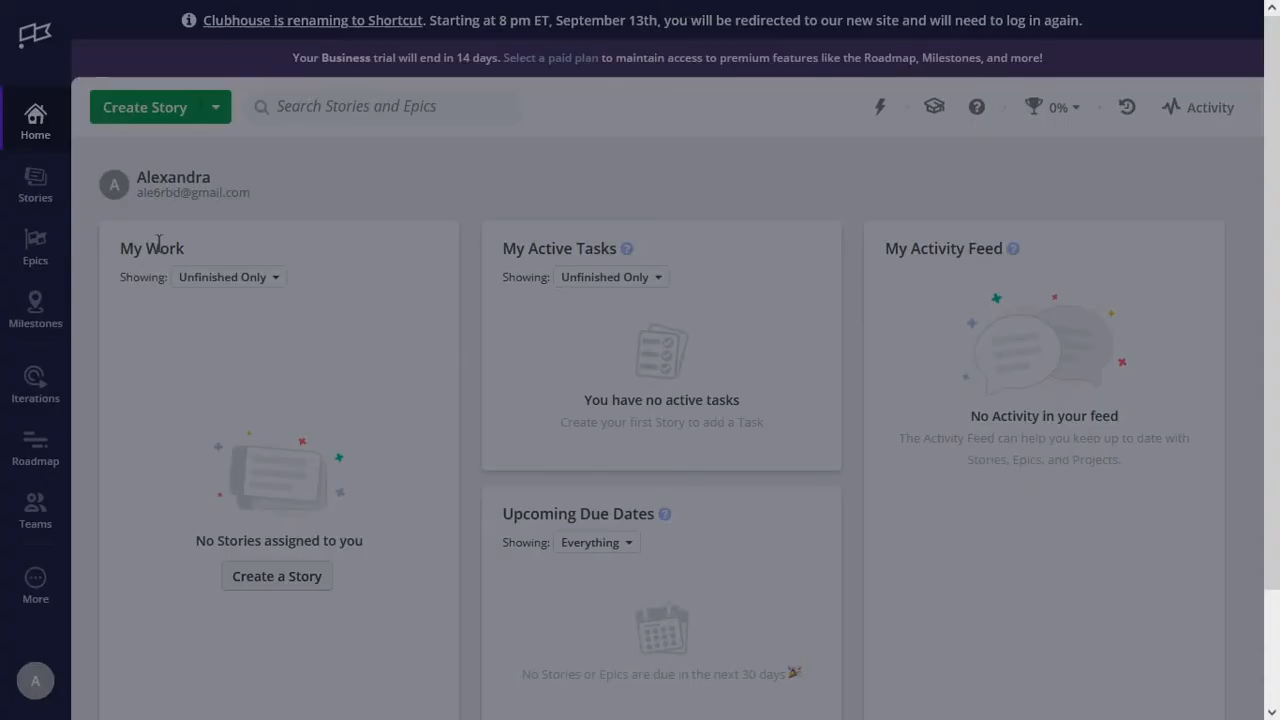 Clubhouse is renaming to Shortcut. Starting at 8 pm ET, September 13th, you will be redirected to our new site and will need to log in again.
Your Business trial will end in 14 days. Select a paid plan to maintain access to premium features like the Roadmap, Milestones, and more!
Create Story
Search Stories and Epics
0%
Activity
Home
Stories
Epics
Milestones
Iterations
Roadmap
Teams
More
A
A
Alexandra
ale6rbd@gmail.com
My Work
Showing: Unfinished Only
No Stories assigned to you
Create a Story
My Active Tasks
Showing: Unfinished Only
You have no active tasks
Create your first Story to add a Task
Upcoming Due Dates
Showing: Everything
No Stories or Epics are due in the next 30 days
My Activity Feed
No Activity in your feed
The Activity Feed can help you keep up to date with
Stories, Epics, and Projects.